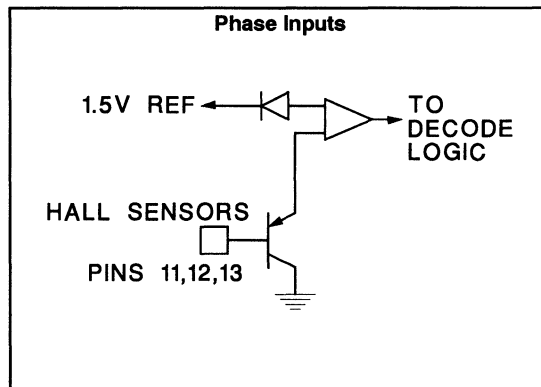 Phase Inputs
1.5V REF
TO
DECODE
LOGIC
HALL SENSORS
PINS 11,12,13